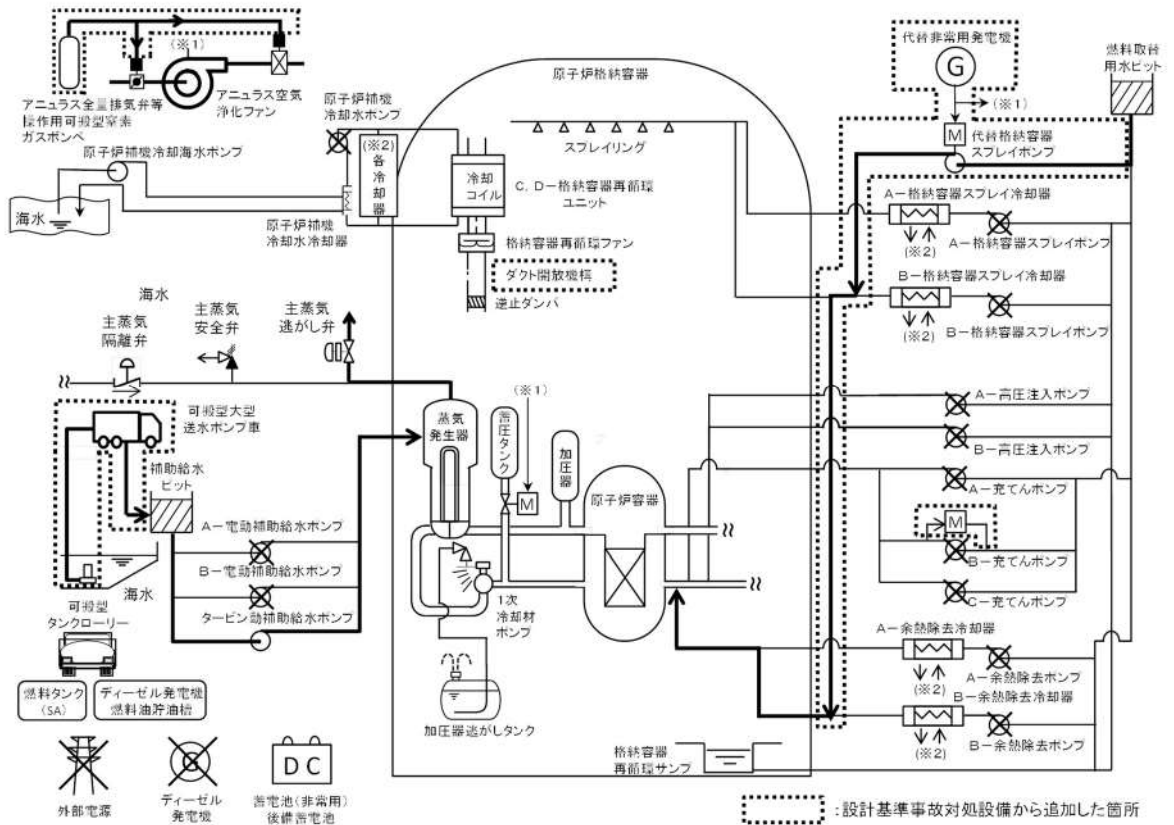 (※1)
アニュラス全量排気弁等
操作用可搬型窒素
ガスボンベ
アニュラス空気
浄化ファン
原子炉補機冷却海水ポンプ
海水
原子炉補機
冷却水ポンプ
(※2)
各
冷
却
器
原子炉補機
冷却水冷却器
原子炉格納容器
スプレイリング
冷却
コイル
C,D－格納容器再循環
ユニット
格納容器再循環ファン
ダクト開放機構
逆止ダンパ
代替非常用発電機
G
(※1)
M
代替格納容器
スプレイポンプ
燃料取替
用水ピット
A－格納容器スプレイ冷却器
(※2)
A－格納容器スプレイポンプ
B－格納容器スプレイ冷却器
(※2)
B－格納容器スプレイポンプ
海水
主蒸気
隔離弁
主蒸気
安全弁
主蒸気
逃がし弁
可搬型大型
送水ポンプ車
補助給水
ピット
A－電動補助給水ポンプ
B－電動補助給水ポンプ
タービン動補助給水ポンプ
海水
可搬型
タンクローリー
燃料タンク
(SA)
ディーゼル発電機
燃料油貯油槽
蒸気
発生器
(※1)
蓄圧タンク
M
加圧器
原子炉容器
1次
冷却材
ポンプ
加圧器逃がしタンク
格納容器
再循環サンプ
A－高圧注入ポンプ
B－高圧注入ポンプ
A－充てんポンプ
M
B－充てんポンプ
C－充てんポンプ
A－余熱除去冷却器
(※2)
A－余熱除去ポンプ
B－余熱除去冷却器
(※2)
B－余熱除去ポンプ
外部電源
ディーゼル
発電機
DC
蓄電池(非常用)
後備蓄電池
：設計基準事故対処設備から追加した箇所